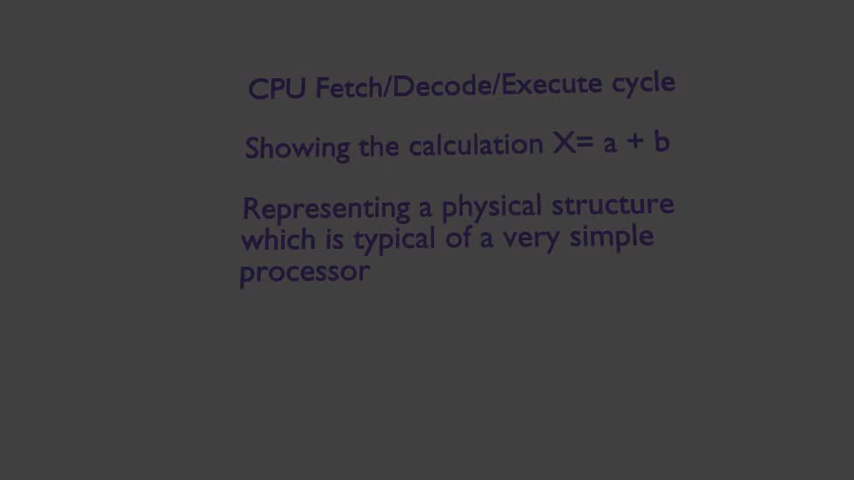 CPU Fetch/Decode/Execute cycle
Showing the calculation X= a + b
Representing a physical structure
which is typical of a very simple
processor